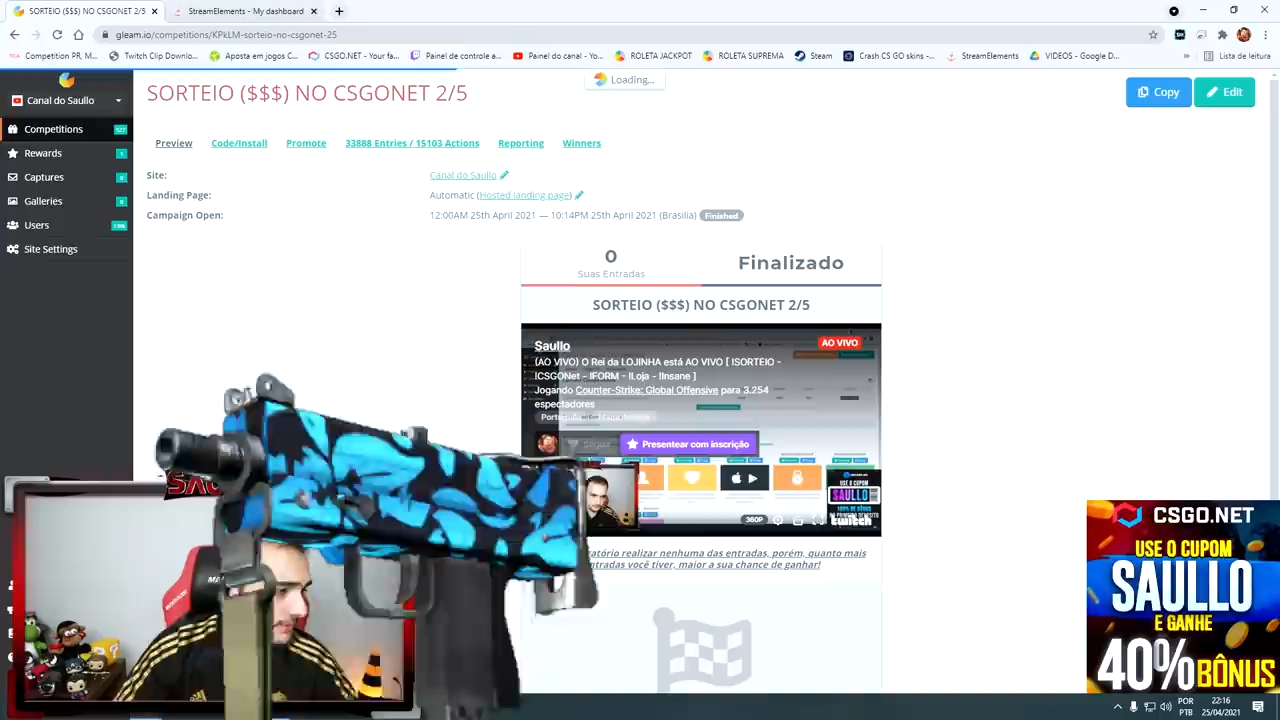 SORTEIO ($$$) NO CSGONET 2/5
StreamElements | My dashboard
gleam.io/competitions/KPkLM-sorteio-no-csgonet-25
Competition PR, M...
Twitch Clip Downlo...
Aposta em jogos C...
CSGO.NET - Your fa...
Painel de controle a...
Painel do canal - Yo...
ROLETA JACKPOT
ROLETA SUPREMA
Steam
Crash CS GO skins -...
StreamElements
VIDEOS - Google D...
Lista de leitura
Loading...
Canal do Saullo
SORTEIO ($$$) NO CSGONET 2/5
Copy
Edit
Competitions
Rewards 1
Captures 0
Galleries 0
Users
Site Settings
Preview
Code/Install
Promote
33888 Entries / 15103 Actions
Reporting
Winners
Site:
Canal do Saullo
Landing Page:
Automatic (Hosted landing page)
Campaign Open:
12:00AM 25th April 2021 — 10:14PM 25th April 2021 (Brasilia) Finished
0
Suas Entradas
Finalizado
SORTEIO ($$$) NO CSGONET 2/5
Saullo
AO VIVO
(AO VIVO) O Rei da LOJINHA está AO VIVO [ !SORTEIO -
!CSGONet - !FORM - !Loja - !Insane ]
Jogando Counter-Strike: Global Offensive para 3.254
espectadores
Seguir
Presentear com inscrição
USE O CUPOM
SAULLO
360P
twitch
realizar nenhuma das entradas, porém, quanto mais
você tiver, maior a sua chance de ganhar!
CSGO.NET
USE O CUPOM
SAULLO
E GANHE
40% BÔNUS
POR
PTB
22:16
25/04/2021